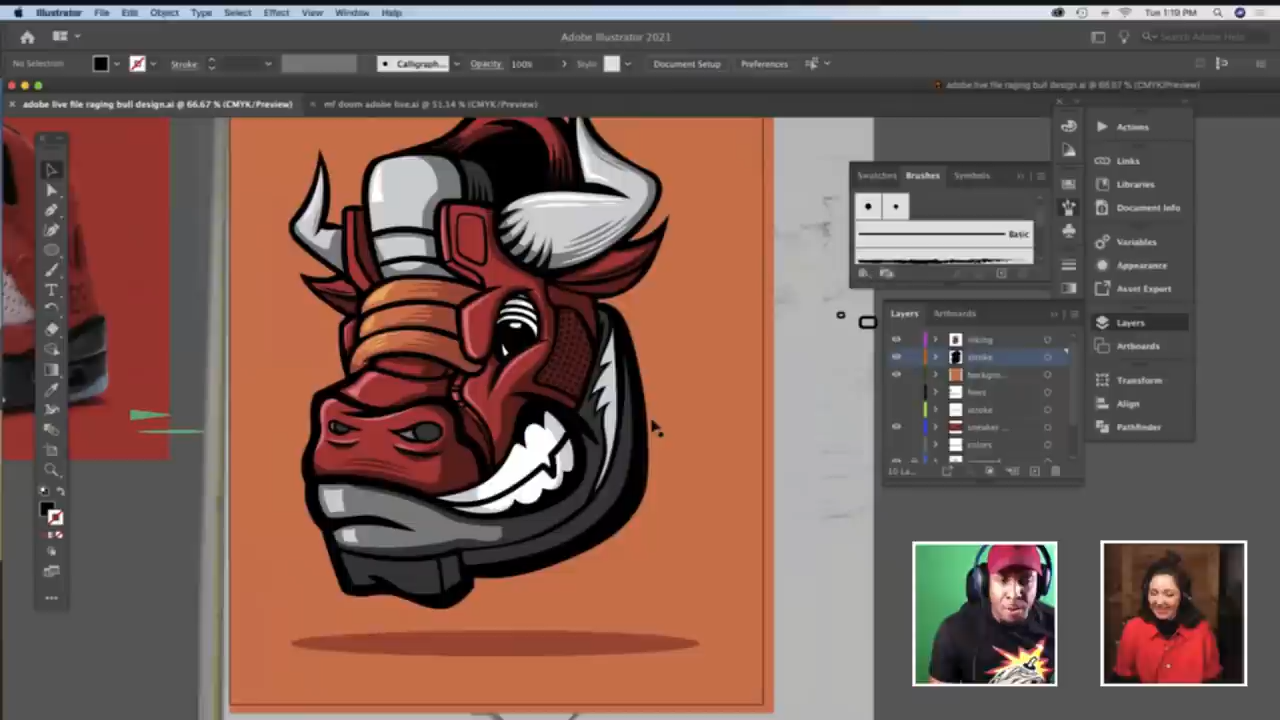 Illustrator File Edit Object Type Select Effect View Window Help Tue 1:19 PM
Adobe Illustrator 2021 Search Adobe Help
No Selection Stroke: Calligraph... Opacity: 100% Style: Document Setup Preferences
adobe live file raging bull design.ai @ 66.67 % (CMYK/Preview)
adobe live file raging bull design.ai @ 66.67 % (CMYK/Preview) mf doom adobe live.ai @ 51.14 % (CMYK/Preview)
Swatches Brushes Symbols
Basic
Actions
Links
Libraries
Document Info
Variables
Appearance
Asset Export
Layers
Artboards
Transform
Align
Pathfinder
Layers Artboards
inking
stroke
backgro...
stroke
sneaker ...
colors
10 La...